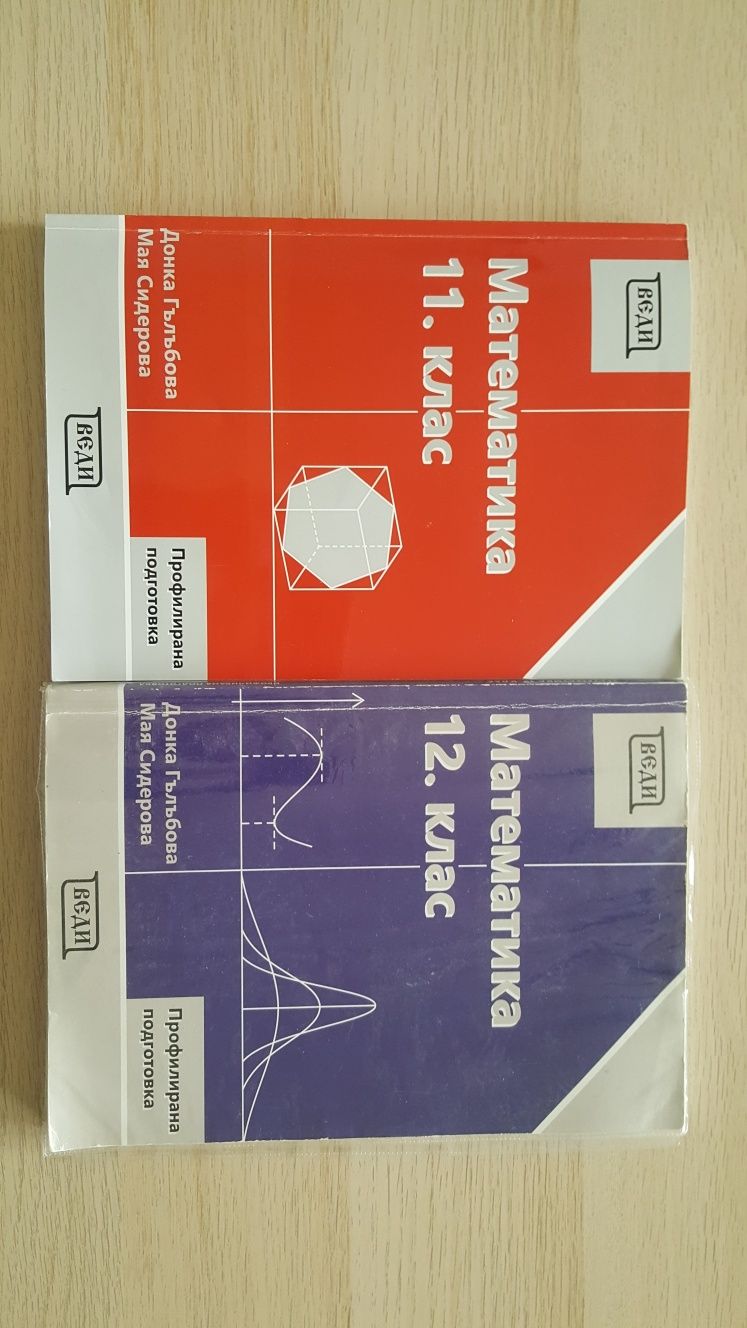 веди
Математика
11. клас
Донка Гълъбова
Мая Сидерова
Профилирана
подготовка
веди
веди
Математика
12. клас
Донка Гълъбова
Мая Сидерова
Профилирана
подготовка
веди